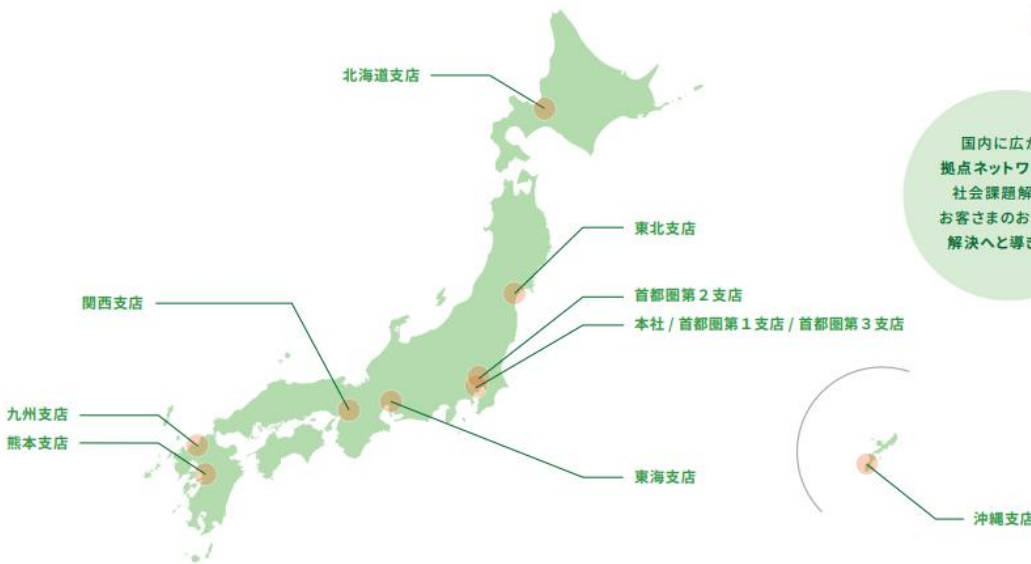 北海道支店
国内に広が
拠点ネットワ
社会課題解
お客さまのお
解決へと導き
東北支店
関西支店
首都圏第2支店
本社 / 首都圏第1支店 / 首都圏第3支店
九州支店
熊本支店
東海支店
沖縄支店